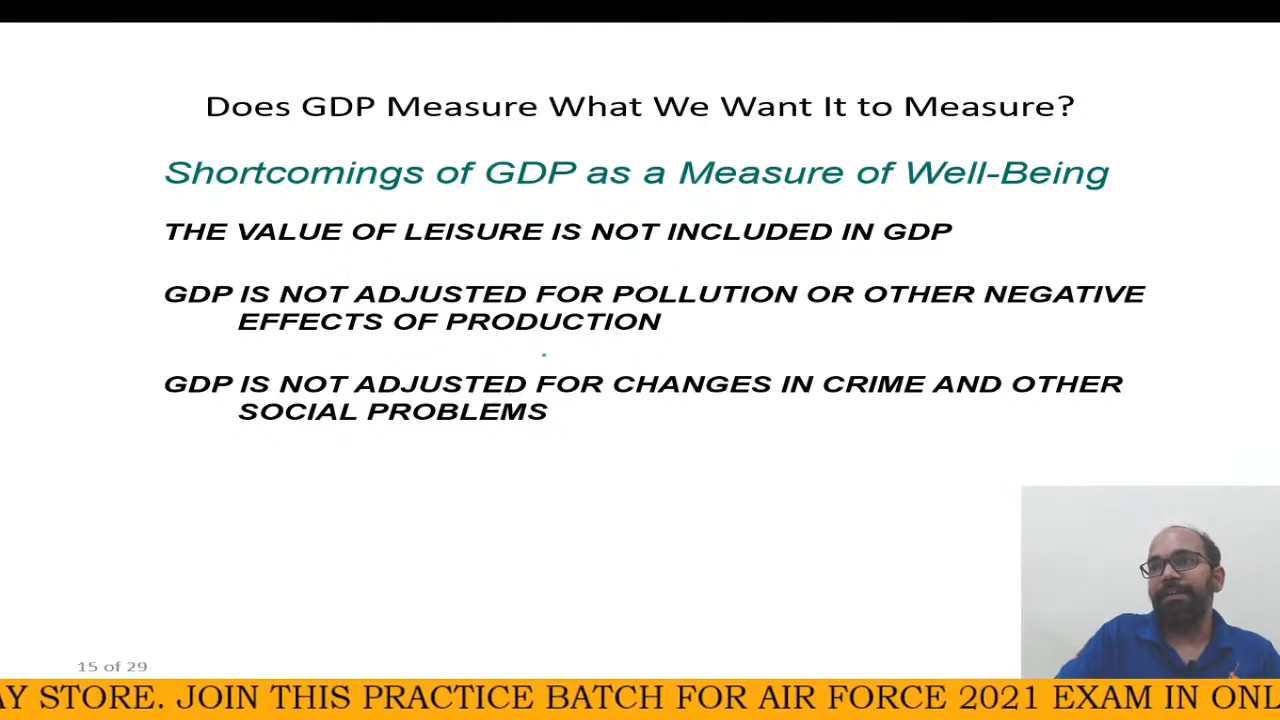 Does GDP Measure What We Want It to Measure?
Shortcomings of GDP as a Measure of Well-Being
THE VALUE OF LEISURE IS NOT INCLUDED IN GDP
GDP IS NOT ADJUSTED FOR POLLUTION OR OTHER NEGATIVE
EFFECTS OF PRODUCTION
GDP IS NOT ADJUSTED FOR CHANGES IN CRIME AND OTHER
SOCIAL PROBLEMS
15 of 29
AY STORE. JOIN THIS PRACTICE BATCH FOR AIR FORCE 2021 EXAM IN ONL